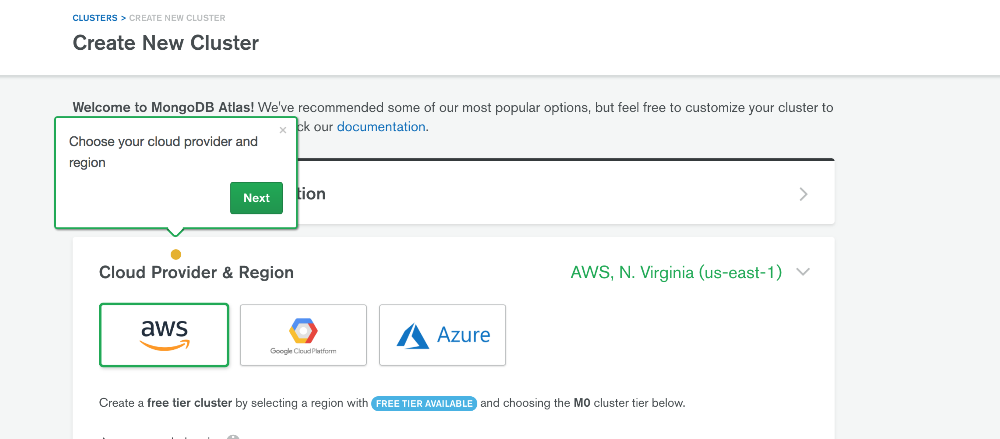 CLUSTERS > CREATE NEW CLUSTER
Create New Cluster
Welcome to MongoDB Atlas! We've recommended some of our most popular options, but feel free to customize your cluster to
ck our documentation.
×
Choose your cloud provider and
region
Next
tion
Cloud Provider & Region
AWS, N. Virginia (us-east-1)
aws
Google Cloud Platform
Azure
Create a free tier cluster by selecting a region with FREE TIER AVAILABLE and choosing the M0 cluster tier below.